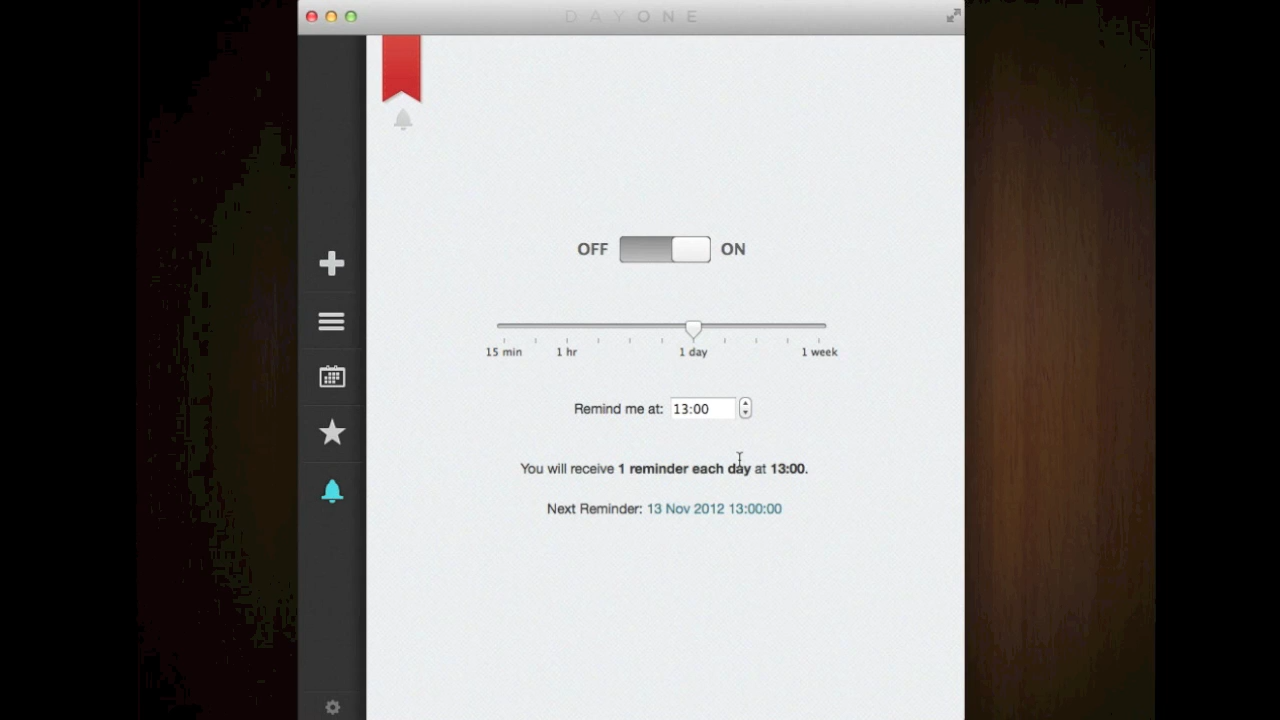 DAYONE
OFF ON
15 min 1 hr 1 day 1 week
Remind me at: 13:00
You will receive 1 reminder each day at 13:00.
Next Reminder: 13 Nov 2012 13:00:00